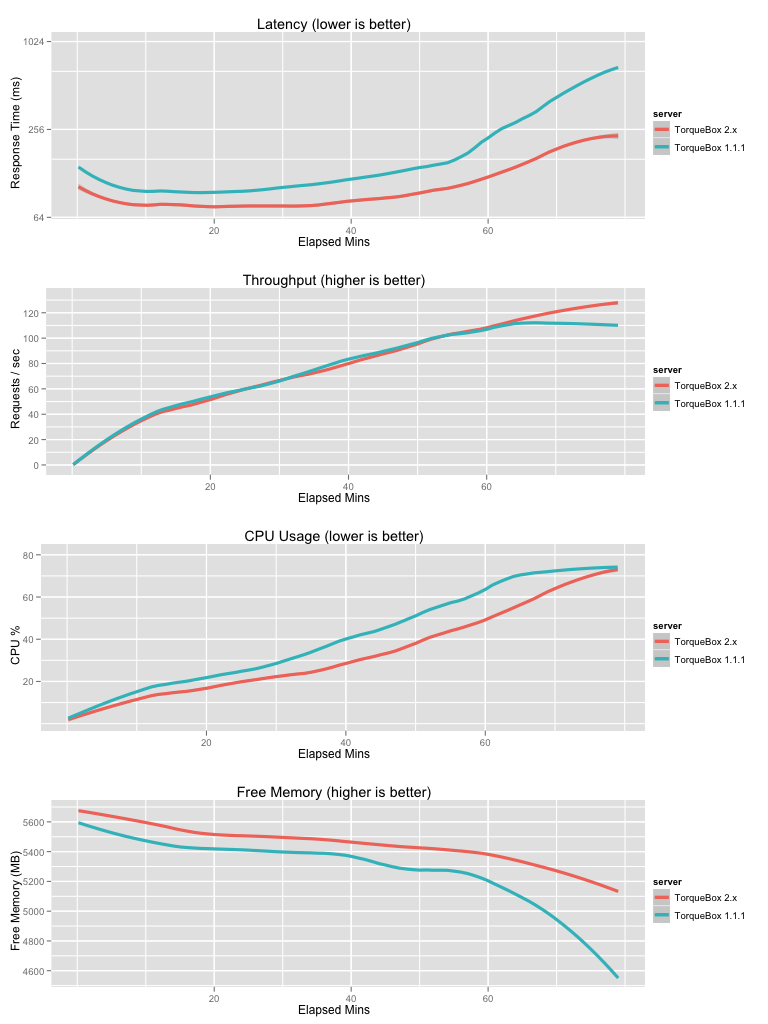 Latency (lower is better)
Response Time (ms)
1024
256
64
20
40
60
Elapsed Mins
server
TorqueBox 2.x
TorqueBox 1.1.1
Throughput (higher is better)
Requests / sec
120
100
80
60
40
20
0
20
40
60
Elapsed Mins
server
TorqueBox 2.x
TorqueBox 1.1.1
CPU Usage (lower is better)
CPU %
80
60
40
20
20
40
60
Elapsed Mins
server
TorqueBox 2.x
TorqueBox 1.1.1
Free Memory (higher is better)
Free Memory (MB)
5600
5400
5200
5000
4800
4600
20
40
60
Elapsed Mins
server
TorqueBox 2.x
TorqueBox 1.1.1